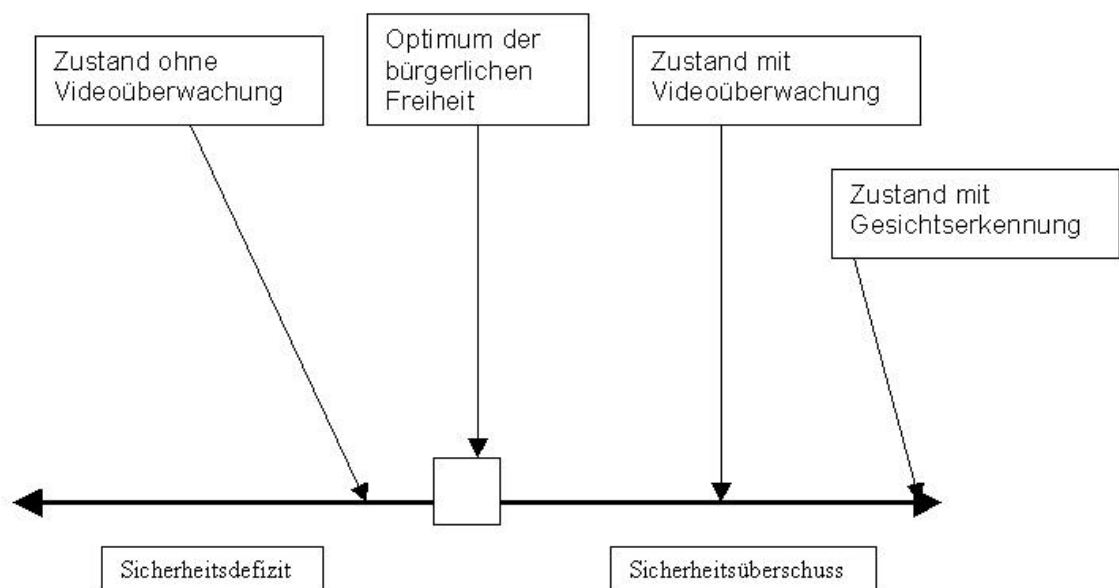 Zustand ohne
Videoüberwachung
Optimum der
bürgerlichen
Freiheit
Zustand mit
Videoüberwachung
Zustand mit
Gesichtserkennung
Sicherheitsdefizit
Sicherheitsüberschuss